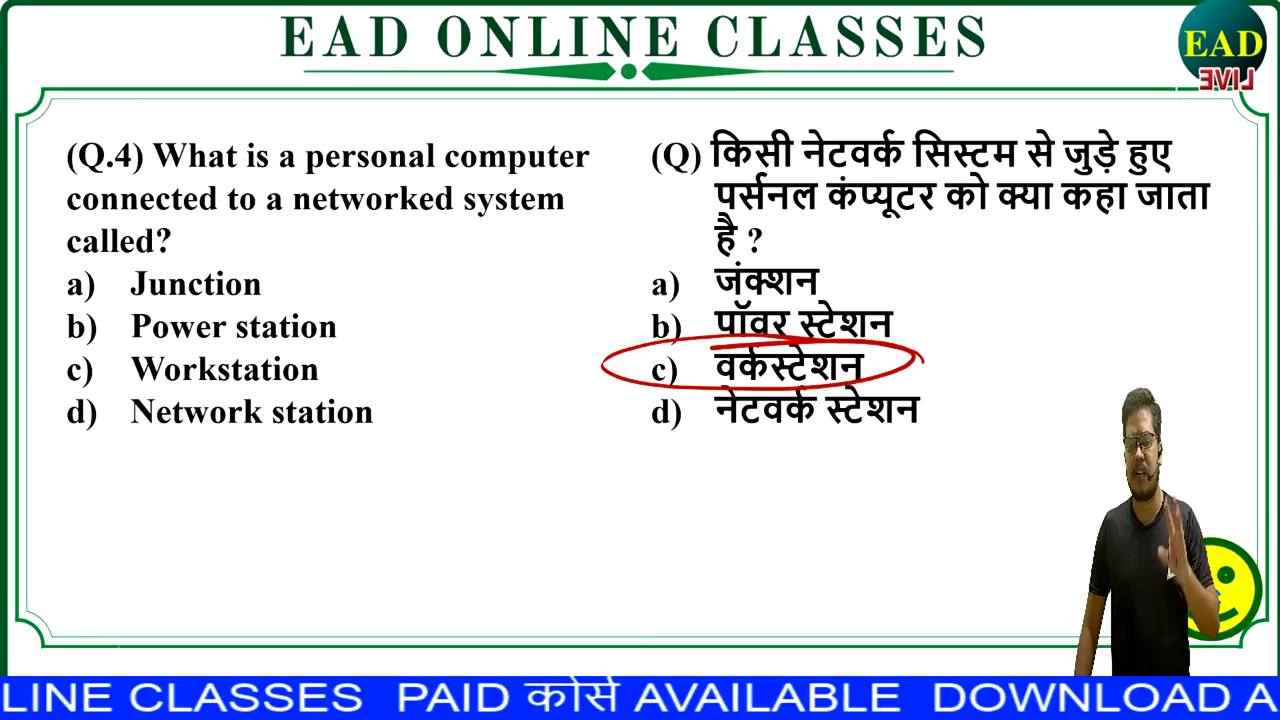 EAD ONLINE CLASSES
EAD
LIVE
(Q.4) What is a personal computer
connected to a networked system
called?
a) Junction
b) Power station
c) Workstation
d) Network station
(Q) किसी नेटवर्क सिस्टम से जुड़े हुए
पर्सनल कंप्यूटर को क्या कहा जाता
है ?
a) जंक्शन
b) पॉवर स्टेशन
c) वर्कस्टेशन
d) नेटवर्क स्टेशन
LINE CLASSES PAID कोर्स AVAILABLE DOWNLOAD A